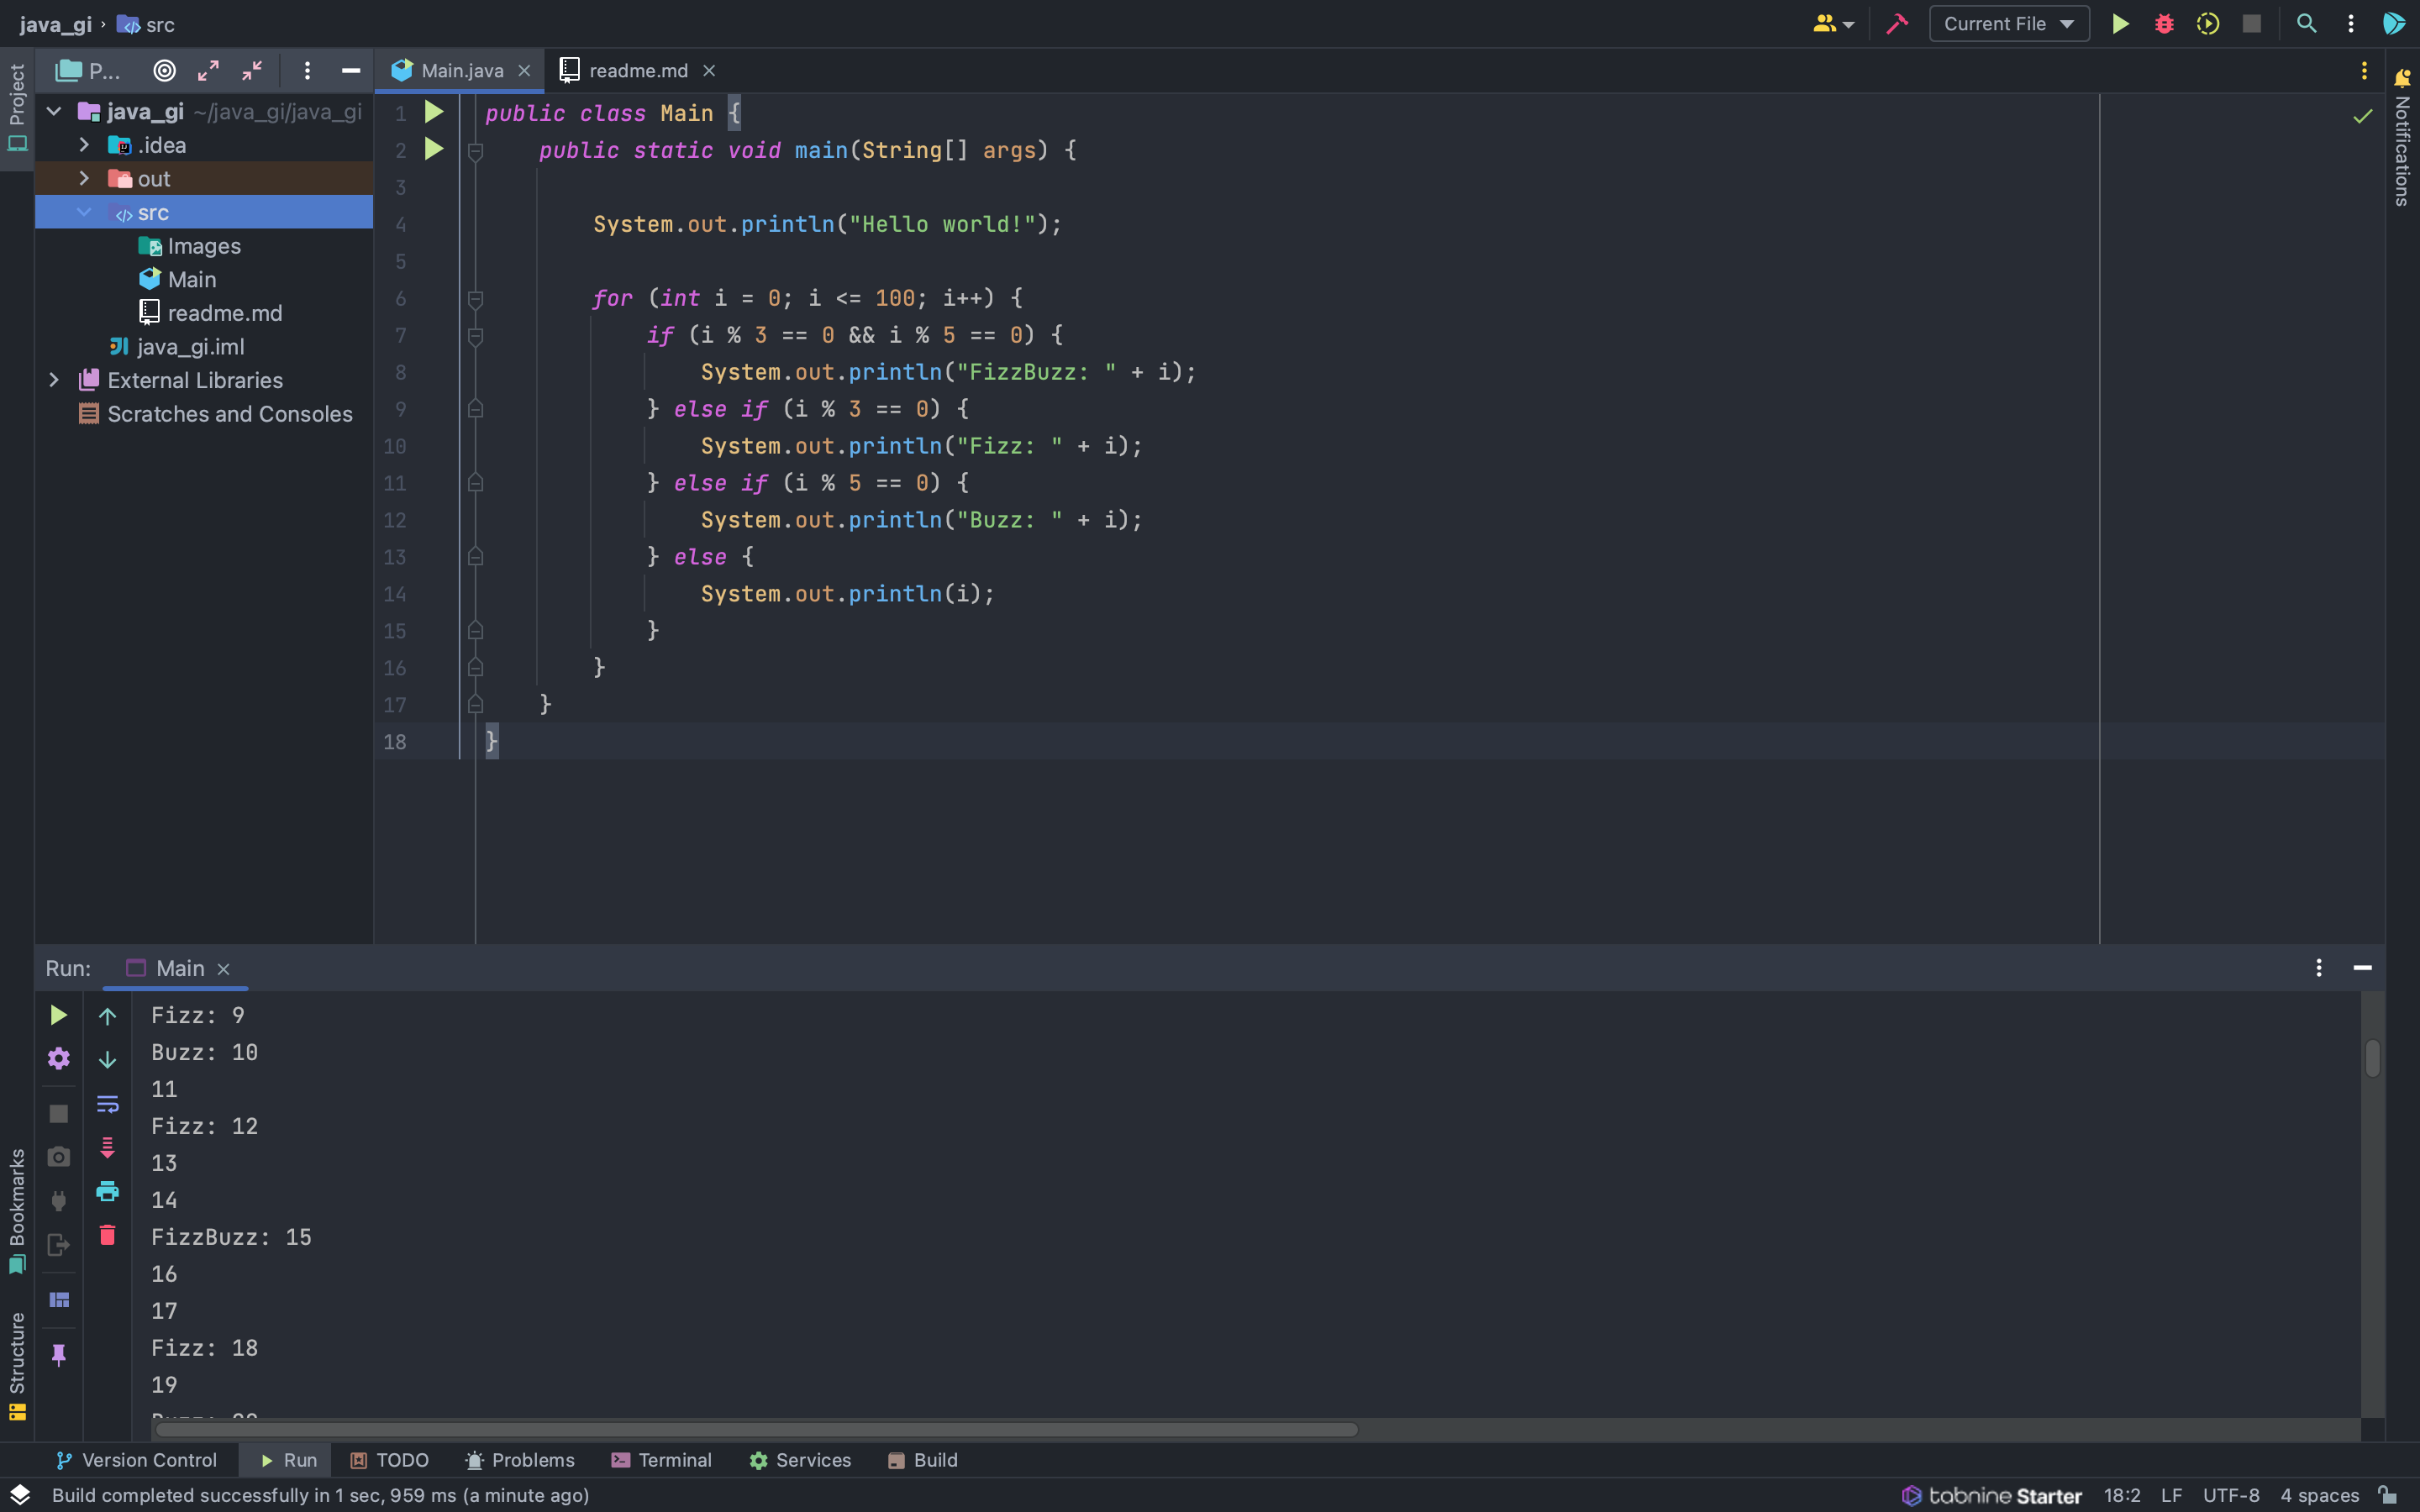 java_gi › src
Current File
Project
P...
Main.java
readme.md
Notifications
java_gi ~/java_gi/java_gi
.idea
out
src
Images
Main
readme.md
java_gi.iml
External Libraries
Scratches and Consoles
1 public class Main {
2 public static void main(String[] args) {
3
4 System.out.println("Hello world!");
5
6 for (int i = 0; i <= 100; i++) {
7 if (i % 3 == 0 && i % 5 == 0) {
8 System.out.println("FizzBuzz: " + i);
9 } else if (i % 3 == 0) {
10 System.out.println("Fizz: " + i);
11 } else if (i % 5 == 0) {
12 System.out.println("Buzz: " + i);
13 } else {
14 System.out.println(i);
15 }
16 }
17 }
18 }
Run: Main
Fizz: 9
Buzz: 10
11
Fizz: 12
13
14
FizzBuzz: 15
16
17
Fizz: 18
19
Bookmarks
Structure
Version Control Run TODO Problems Terminal Services Build
Build completed successfully in 1 sec, 959 ms (a minute ago)
tabnine Starter 18:2 LF UTF-8 4 spaces